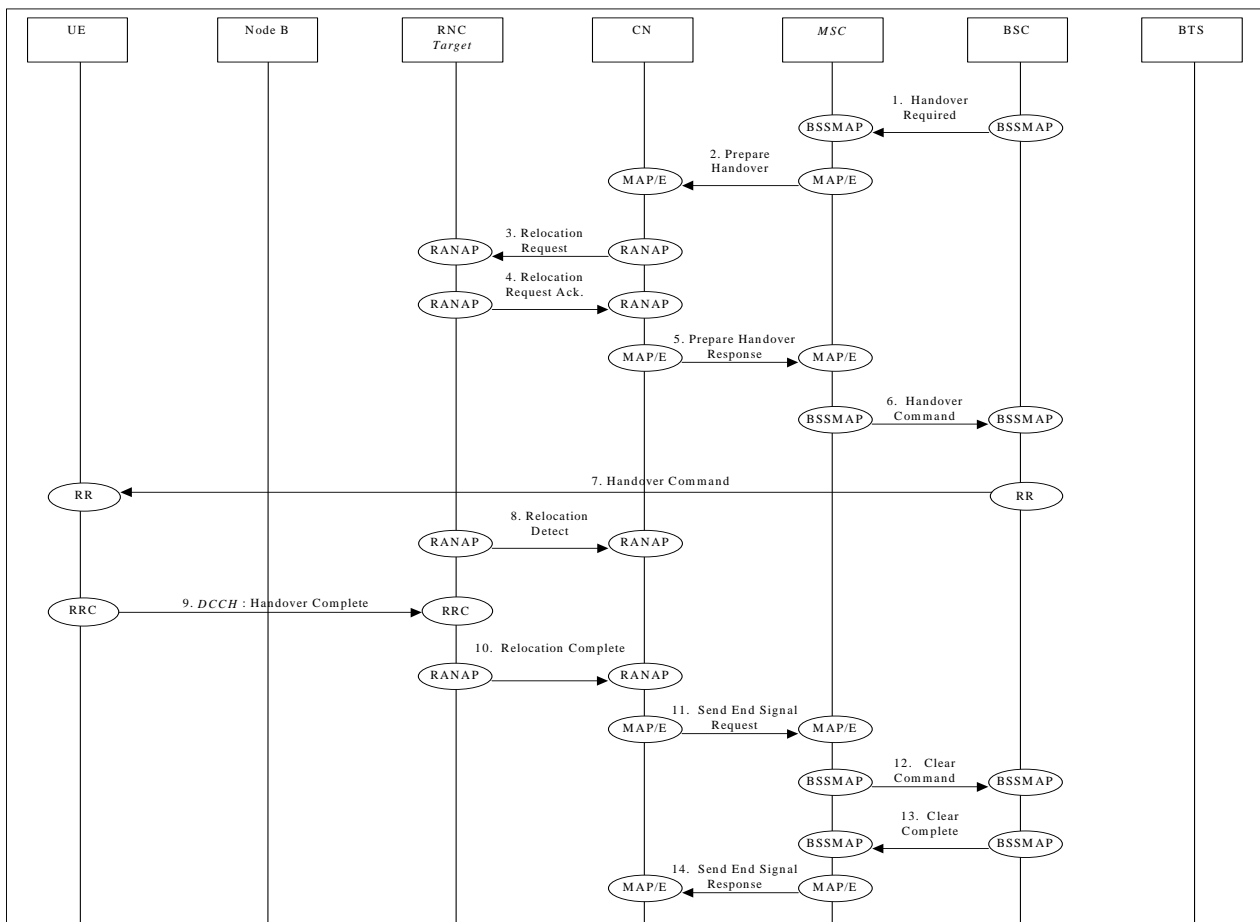 UE
Node B
RNC
Target
CN
MSC
BSC
BTS
1. Handover
Required
BSSMAP
BSSMAP
2. Prepare
Handover
MAP/E
MAP/E
3. Relocation
Request
RANAP
RANAP
4. Relocation
Request Ack.
RANAP
RANAP
5. Prepare Handover
Response
MAP/E
MAP/E
6. Handover
Command
BSSMAP
BSSMAP
7. Handover Command
RR
RR
8. Relocation
Detect
RANAP
RANAP
9. DCCH : Handover Complete
RRC
RRC
10. Relocation Complete
RANAP
RANAP
11. Send End Signal
Request
MAP/E
MAP/E
12. Clear
Command
BSSMAP
BSSMAP
13. Clear
Complete
BSSMAP
BSSMAP
14. Send End Signal
Response
MAP/E
MAP/E